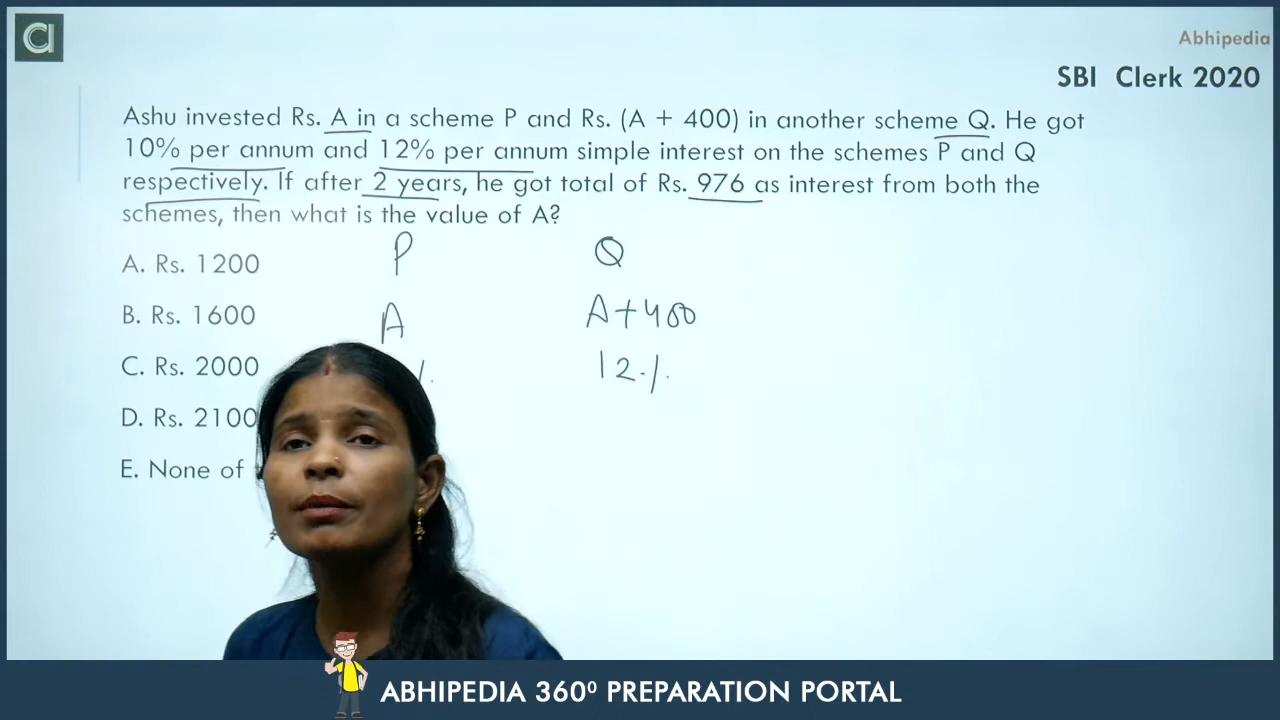 Abhipedia
SBI Clerk 2020
Ashu invested Rs. A in a scheme P and Rs. (A + 400) in another scheme Q. He got
10% per annum and 12% per annum simple interest on the schemes P and Q
respectively. If after 2 years, he got total of Rs. 976 as interest from both the
schemes, then what is the value of A?
P Q
A. Rs. 1200
B. Rs. 1600
A A+400
C. Rs. 2000
%. 12%.
D. Rs. 2100
E. None of
ABHIPEDIA 360⁰ PREPARATION PORTAL